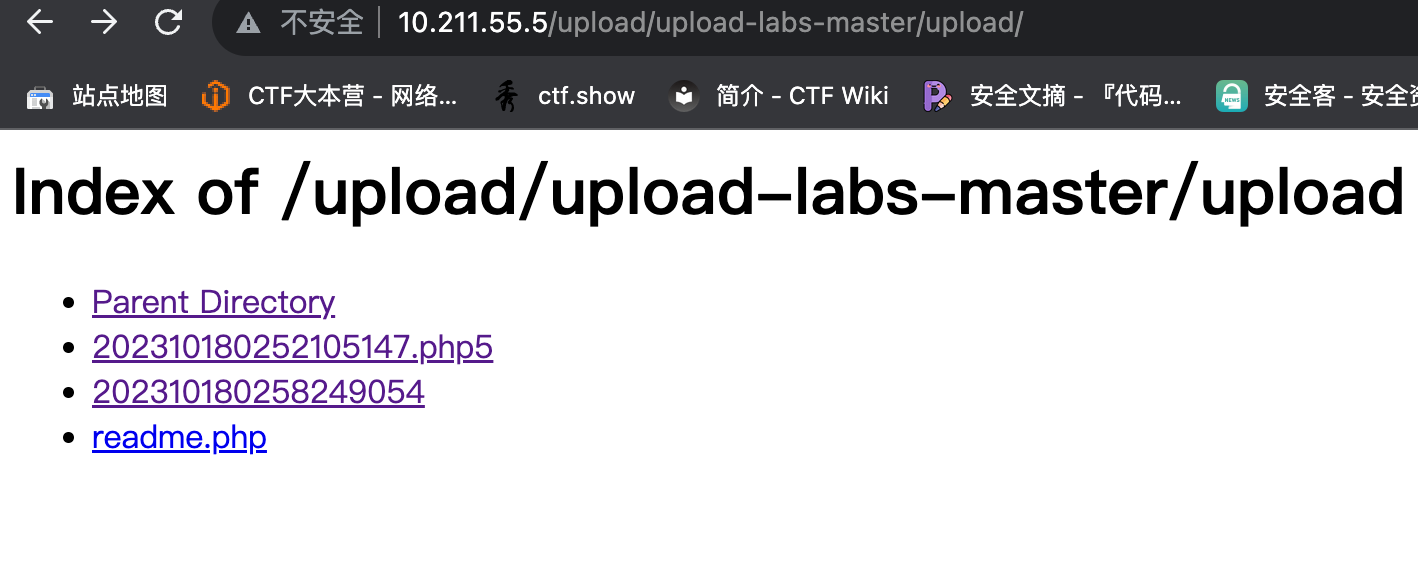 不安全 10.211.55.5/upload/upload-labs-master/upload/
站点地图 CTF大本营 - 网络... ctf.show 简介 - CTF Wiki 安全文摘 - 『代码... 安全客 - 安全资
Index of /upload/upload-labs-master/upload
Parent Directory
202310180252105147.php5
202310180258249054
readme.php